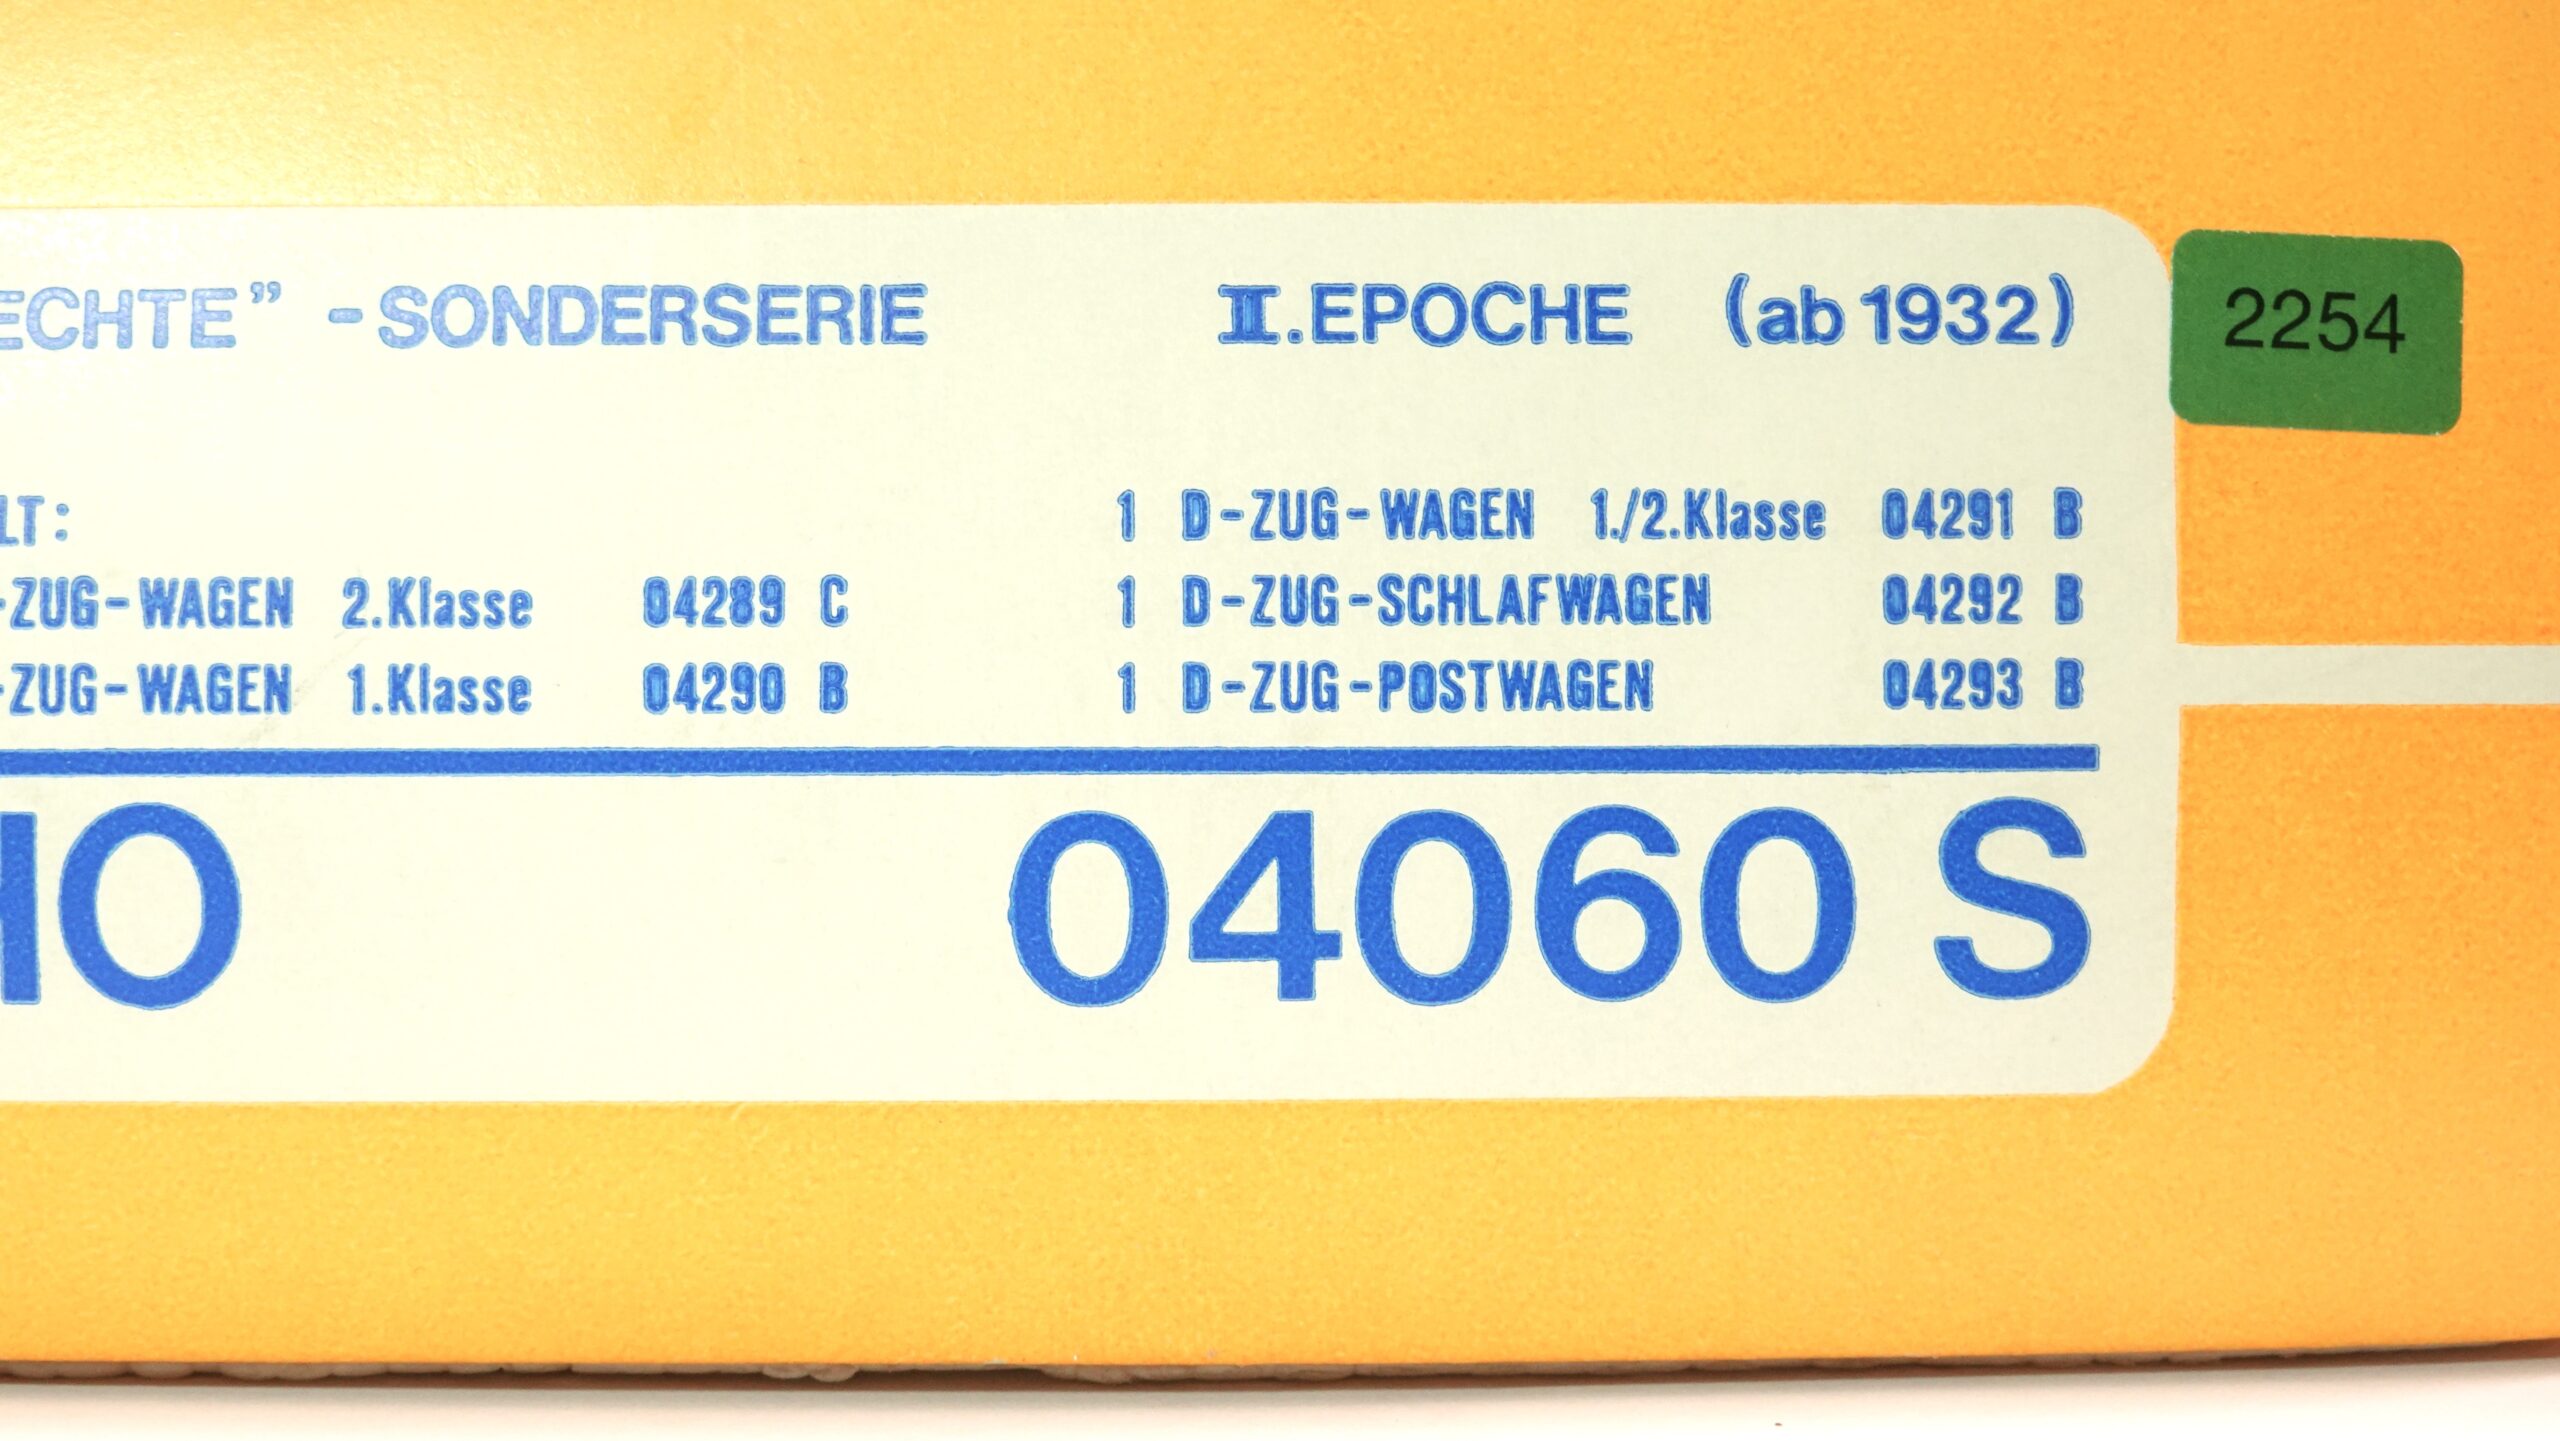 ECHTE" - SONDERSERIE II. EPOCHE (ab 1932)
2254
LT:
-ZUG-WAGEN 2.Klasse 04289 C
-ZUG-WAGEN 1.Klasse 04290 B
1 D-ZUG-WAGEN 1./2.Klasse 04291 B
1 D-ZUG-SCHLAFWAGEN 04292 B
1 D-ZUG-POSTWAGEN 04293 B
HO 04060 S